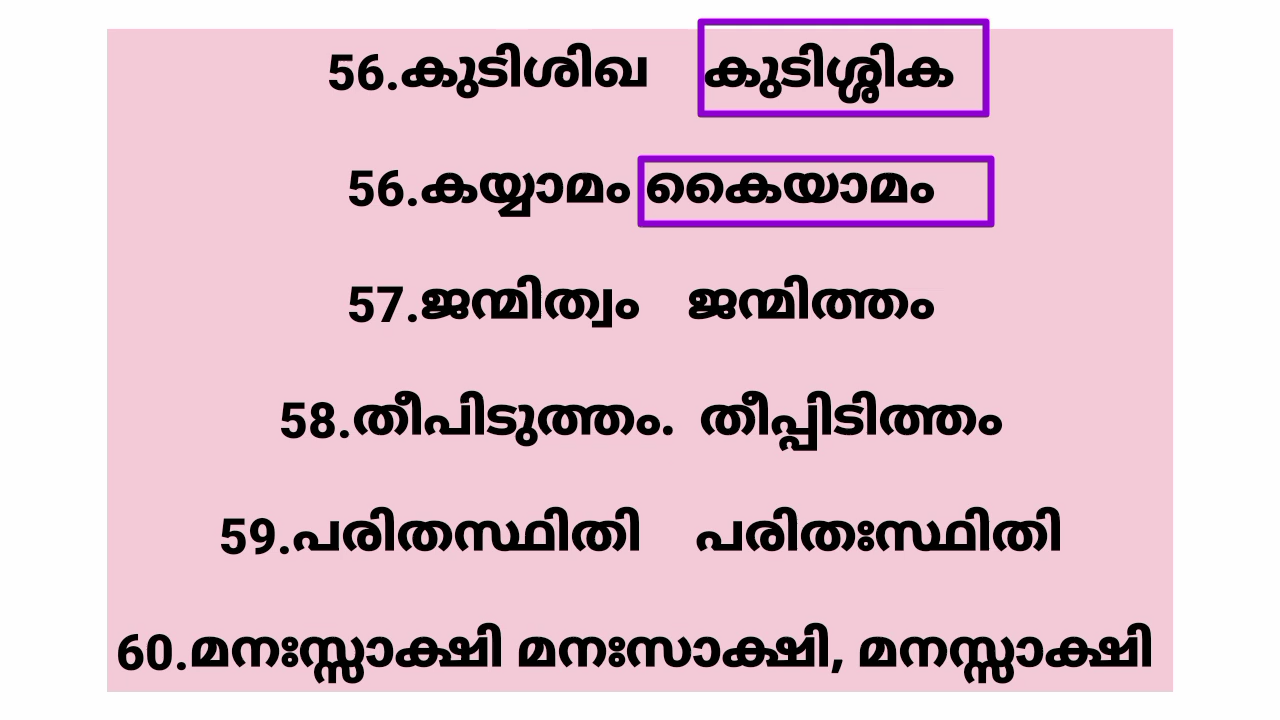 56.കുടിശിഖ കുടിശ്ശിക
56.കയ്യാമം കൈയാമം
57.ജന്മിത്വം ജന്മിത്തം
58.തീപിടുത്തം. തീപ്പിടിത്തം
59.പരിതസ്ഥിതി പരിതഃസ്ഥിതി
60.മനഃസ്സാക്ഷി മനഃസാക്ഷി, മനസ്സാക്ഷി